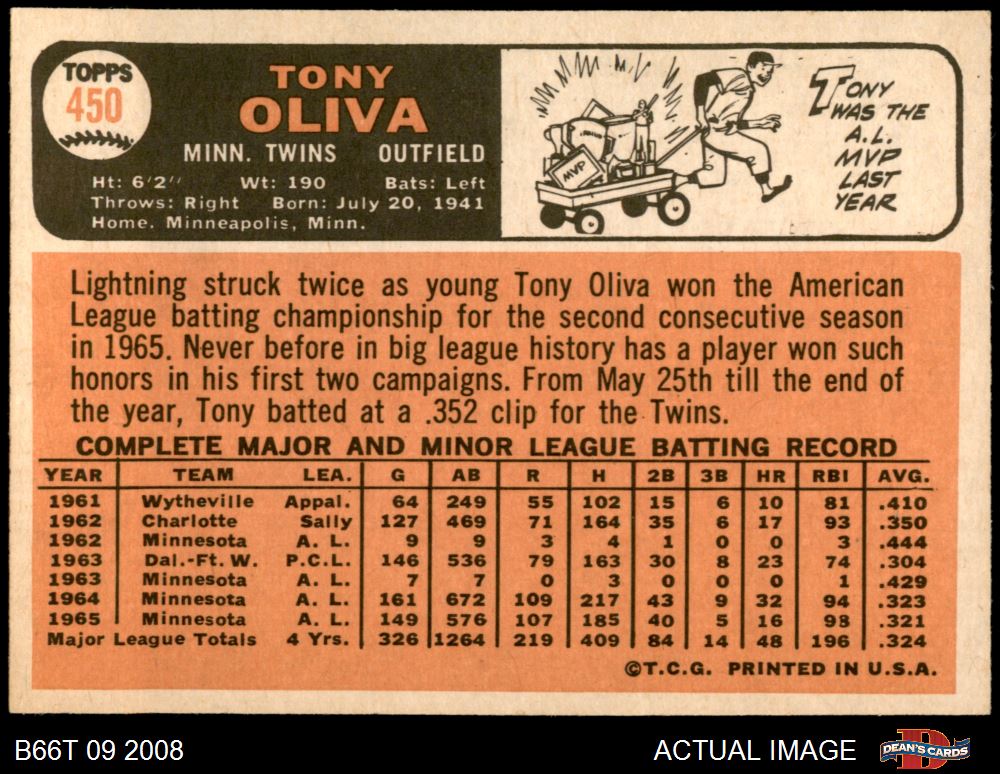 TOPPS
450
TONY
OLIVA
MINN. TWINS OUTFIELD
Ht: 6'2" Wt: 190 Bats: Left
Throws: Right Born: July 20, 1941
Home. Minneapolis, Minn.
MVP
TONY
WAS THE
A.L.
MVP
LAST
YEAR
Lightning struck twice as young Tony Oliva won the American
League batting championship for the second consecutive season
in 1965. Never before in big league history has a player won such
honors in his first two campaigns. From May 25th till the end of
the year, Tony batted at a .352 clip for the Twins.
COMPLETE MAJOR AND MINOR LEAGUE BATTING RECORD
YEAR TEAM LEA. G AB R H 2B 3B HR RBI AVG.
1961 Wytheville Appal. 64 249 55 102 15 6 10 81 .410
1962 Charlotte Sally 127 469 71 164 35 6 17 93 .350
1962 Minnesota A. L. 9 9 3 4 1 0 0 3 .444
1963 Dal.-Ft. W. P.C.L. 146 536 79 163 30 8 23 74 .304
1963 Minnesota A. L. 7 7 0 3 0 0 0 1 .429
1964 Minnesota A. L. 161 672 109 217 43 9 32 94 .323
1965 Minnesota A. L. 149 576 107 185 40 5 16 98 .321
Major League Totals 4 Yrs. 326 1264 219 409 84 14 48 196 .324
©T.C.G. PRINTED IN U.S.A.
B66T 09 2008 ACTUAL IMAGE DEAN'S CARDS